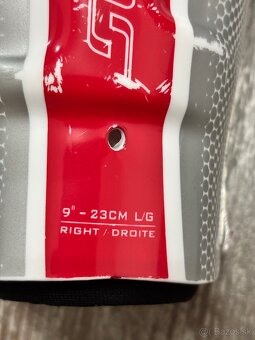 9" - 23CM L/G
RIGHT / DROITE
Bazos.sk